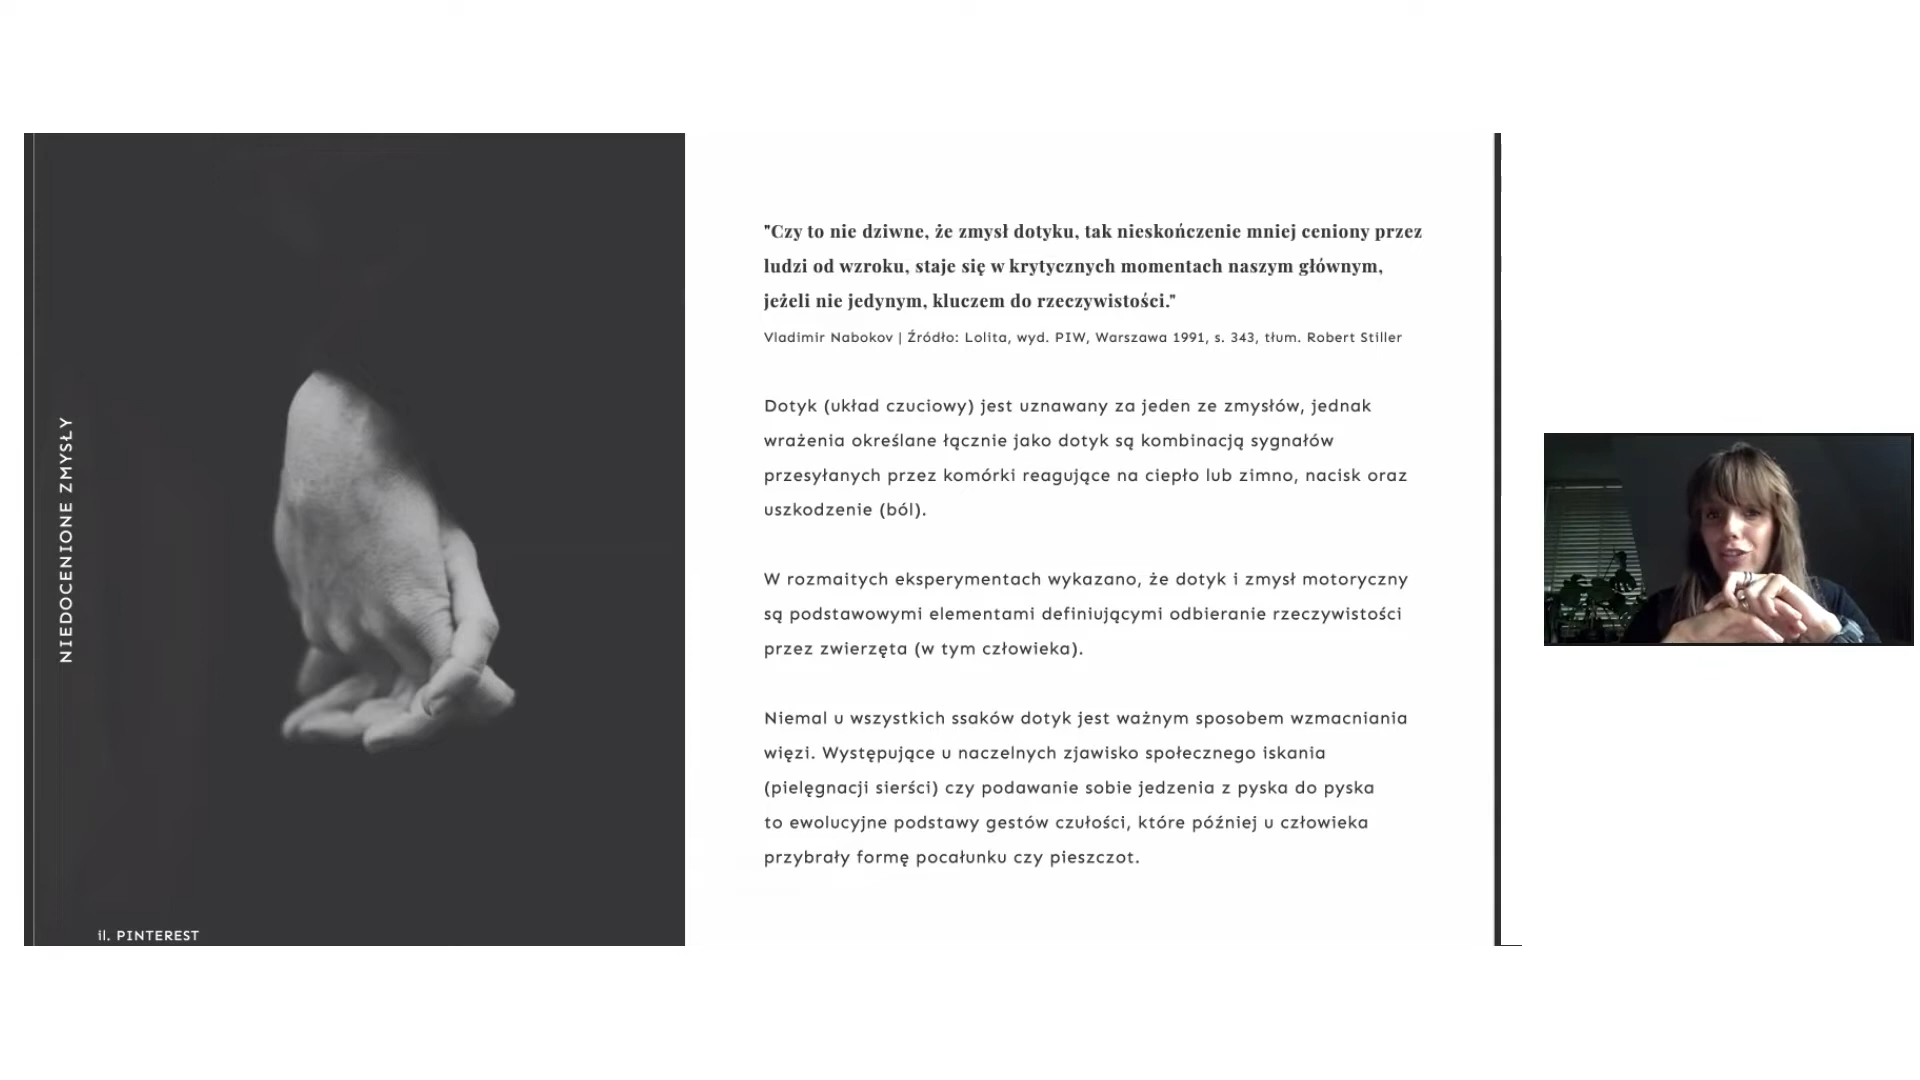 NIEDOCENIONE ZMYSŁY
il. PINTEREST
"Czy to nie dziwne, że zmysł dotyku, tak nieskończenie mniej ceniony przez
ludzi od wzroku, staje się w krytycznych momentach naszym głównym,
jeżeli nie jedynym, kluczem do rzeczywistości."
Vladimir Nabokov | Źródło: Lolita, wyd. PIW, Warszawa 1991, s. 343, tłum. Robert Stiller
Dotyk (układ czuciowy) jest uznawany za jeden ze zmysłów, jednak
wrażenia określane łącznie jako dotyk są kombinacją sygnałów
przesyłanych przez komórki reagujące na ciepło lub zimno, nacisk oraz
uszkodzenie (ból).
W rozmaitych eksperymentach wykazano, że dotyk i zmysł motoryczny
są podstawowymi elementami definiującymi odbieranie rzeczywistości
przez zwierzęta (w tym człowieka).
Niemal u wszystkich ssaków dotyk jest ważnym sposobem wzmacniania
więzi. Występujące u naczelnych zjawisko społecznego iskania
(pielęgnacji sierści) czy podawanie sobie jedzenia z pyska do pyska
to ewolucyjne podstawy gestów czułości, które później u człowieka
przybrały formę pocałunku czy pieszczot.